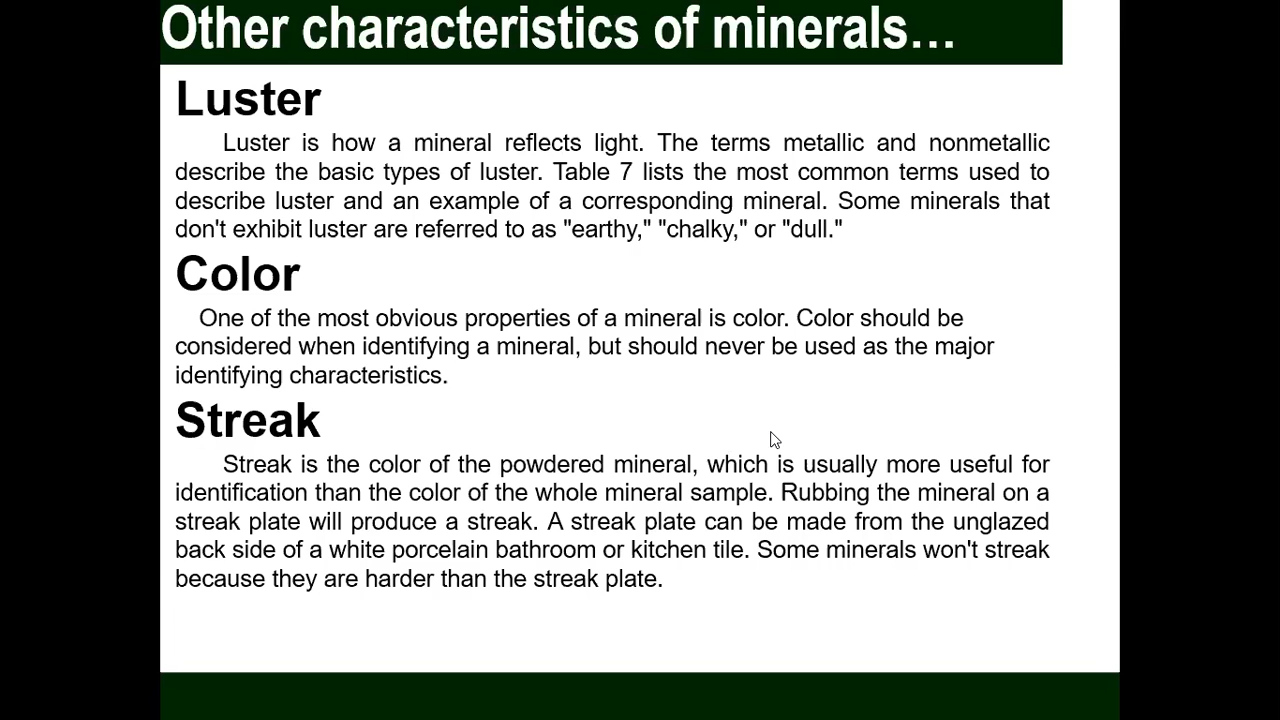 Other characteristics of minerals…
Luster
Luster is how a mineral reflects light. The terms metallic and nonmetallic
describe the basic types of luster. Table 7 lists the most common terms used to
describe luster and an example of a corresponding mineral. Some minerals that
don't exhibit luster are referred to as "earthy," "chalky," or "dull."
Color
One of the most obvious properties of a mineral is color. Color should be
considered when identifying a mineral, but should never be used as the major
identifying characteristics.
Streak
Streak is the color of the powdered mineral, which is usually more useful for
identification than the color of the whole mineral sample. Rubbing the mineral on a
streak plate will produce a streak. A streak plate can be made from the unglazed
back side of a white porcelain bathroom or kitchen tile. Some minerals won't streak
because they are harder than the streak plate.